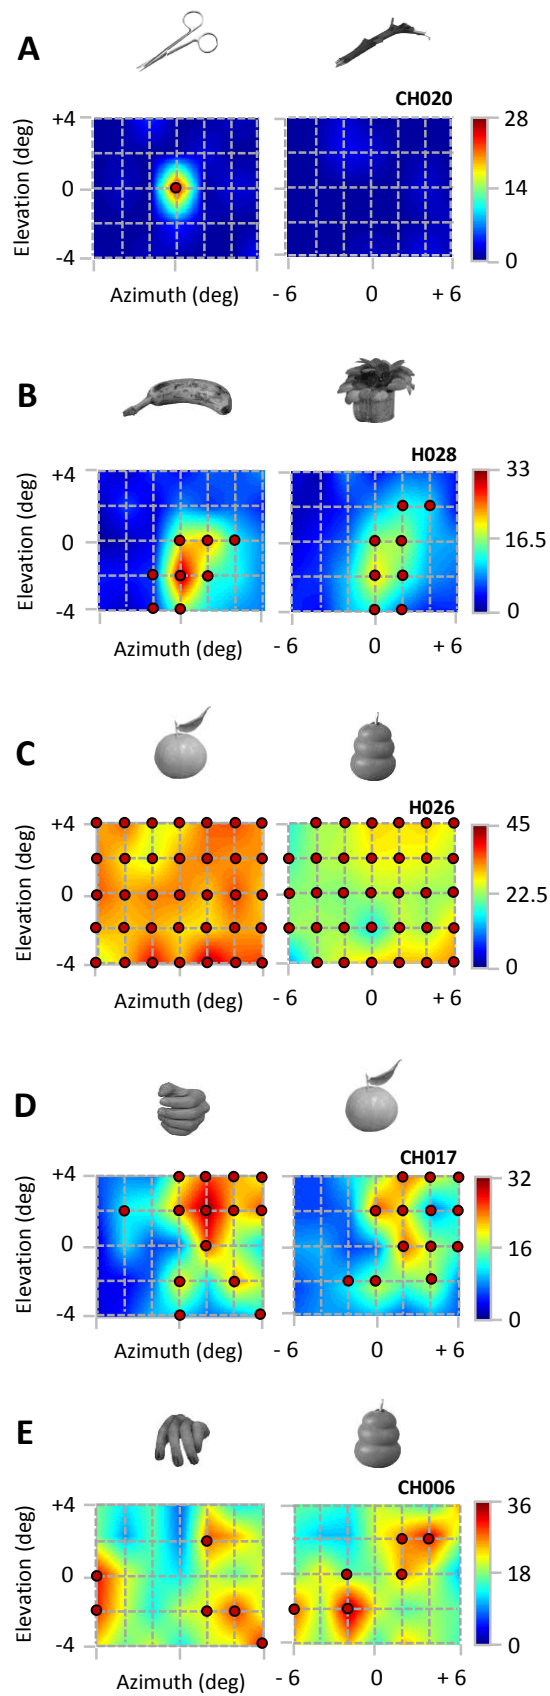 A
CH020
Elevation (deg)
+4
0
-4
28
14
0
Azimuth (deg)
- 6
0
+ 6
B
H028
Elevation (deg)
+4
0
-4
33
16.5
0
Azimuth (deg)
- 6
0
+ 6
C
H026
Elevation (deg)
+4
0
-4
45
22.5
0
Azimuth (deg)
- 6
0
+ 6
D
CH017
Elevation (deg)
+4
0
-4
32
16
0
Azimuth (deg)
- 6
0
+ 6
E
CH006
Elevation (deg)
+4
0
-4
36
18
0
Azimuth (deg)
-6
0
+ 6